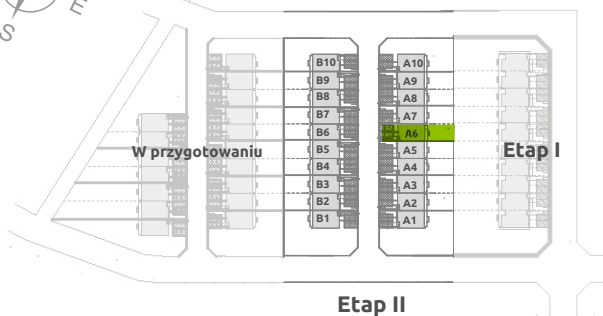 S
E
B10
B9
B8
B7
B6
B5
B4
B3
B2
B1
A10
A9
A8
A7
A6
A5
A4
A3
A2
A1
W przygotowaniu
Etap I
Etap II